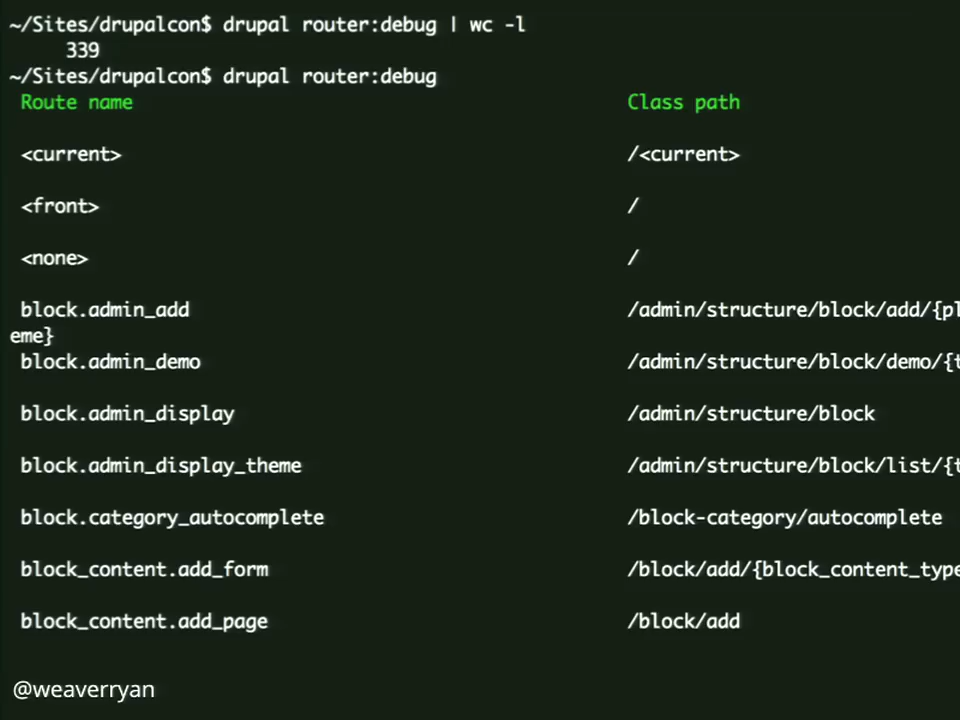 ~/Sites/drupalcon$ drupal router:debug | wc -l
339
~/Sites/drupalcon$ drupal router:debug
Route name Class path
<current> /<current>
<front> /
<none> /
block.admin_add /admin/structure/block/add/{pl
eme}
block.admin_demo /admin/structure/block/demo/{t
block.admin_display /admin/structure/block
block.admin_display_theme /admin/structure/block/list/{t
block.category_autocomplete /block-category/autocomplete
block_content.add_form /block/add/{block_content_type
block_content.add_page /block/add
@weaverryan